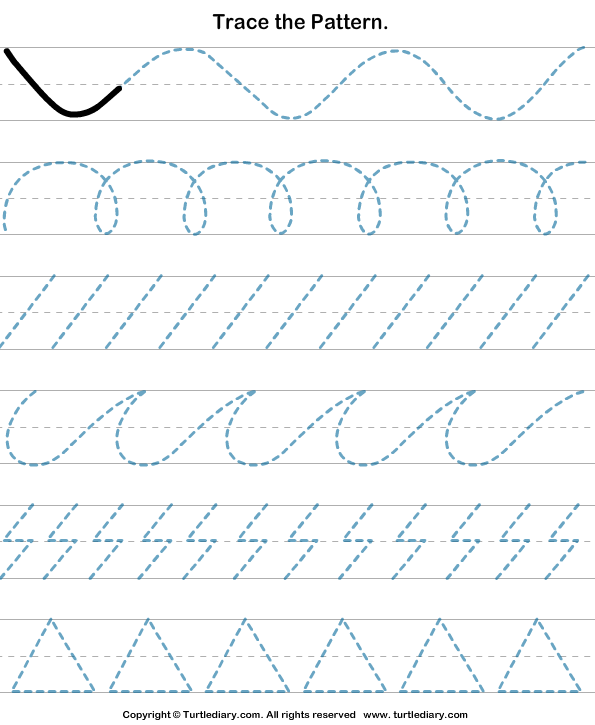 Trace the Pattern.
Copyright © Turtlediary.com. All rights reserved www. turtlediary.com